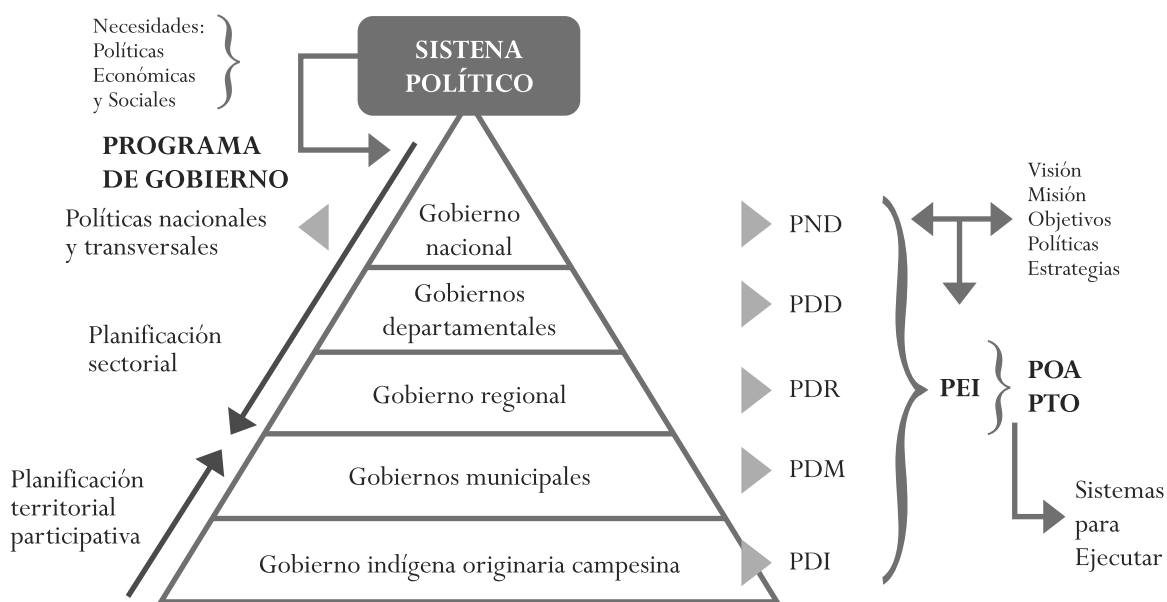 Necesidades:
Políticas
Económicas
y Sociales
SISTENA
POLÍTICO
PROGRAMA
DE GOBIERNO
Políticas nacionales
y transversales
Planificación
sectorial
Planificación
territorial
participativa
Gobierno
nacional
Gobiernos
departamentales
Gobierno regional
Gobiernos municipales
Gobierno indígena originaria campesina
PND
PDD
PDR
PDM
PDI
PEI
Visión
Misión
Objetivos
Políticas
Estrategias
POA
PTO
Sistemas
para
Ejecutar